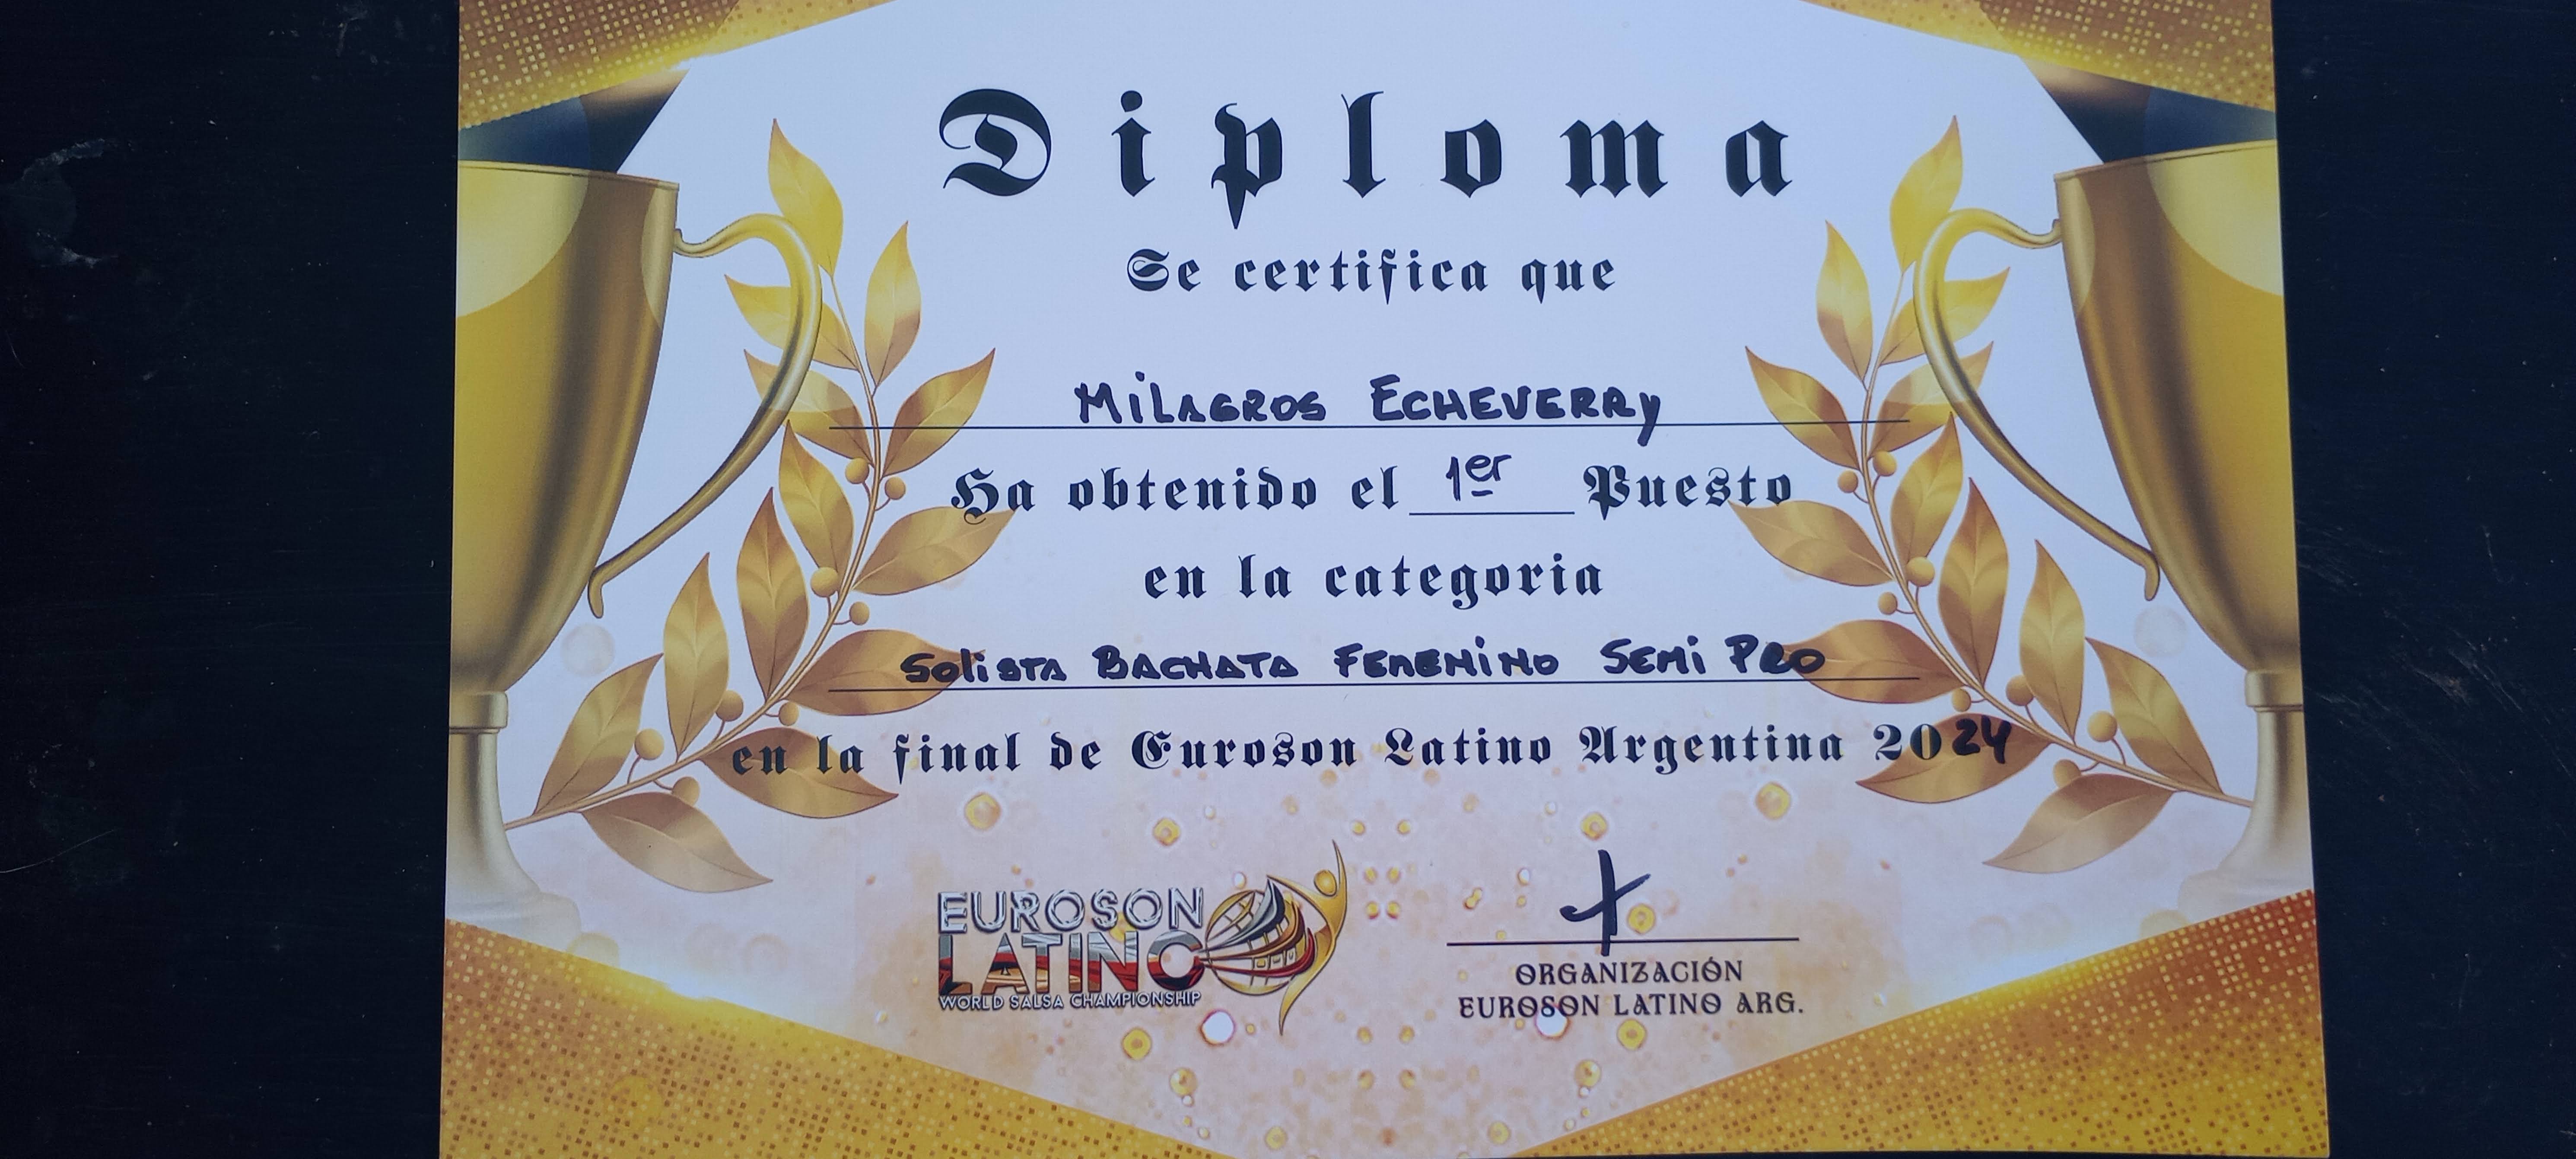 Diploma
Se certifica que
MiLAGROS ECHEVERRy
Ha obtenido el 1er Puesto
en la categoria
SoliSTA BACHATA FEMENiNO SEMi PRO
en la final de Euroson Latino Argentina 2024
EUROSON
LATINO
WORLD SALSA CHAMPIONSHIP
ORGANIZACIÓN
EUROSON LATINO ARG.